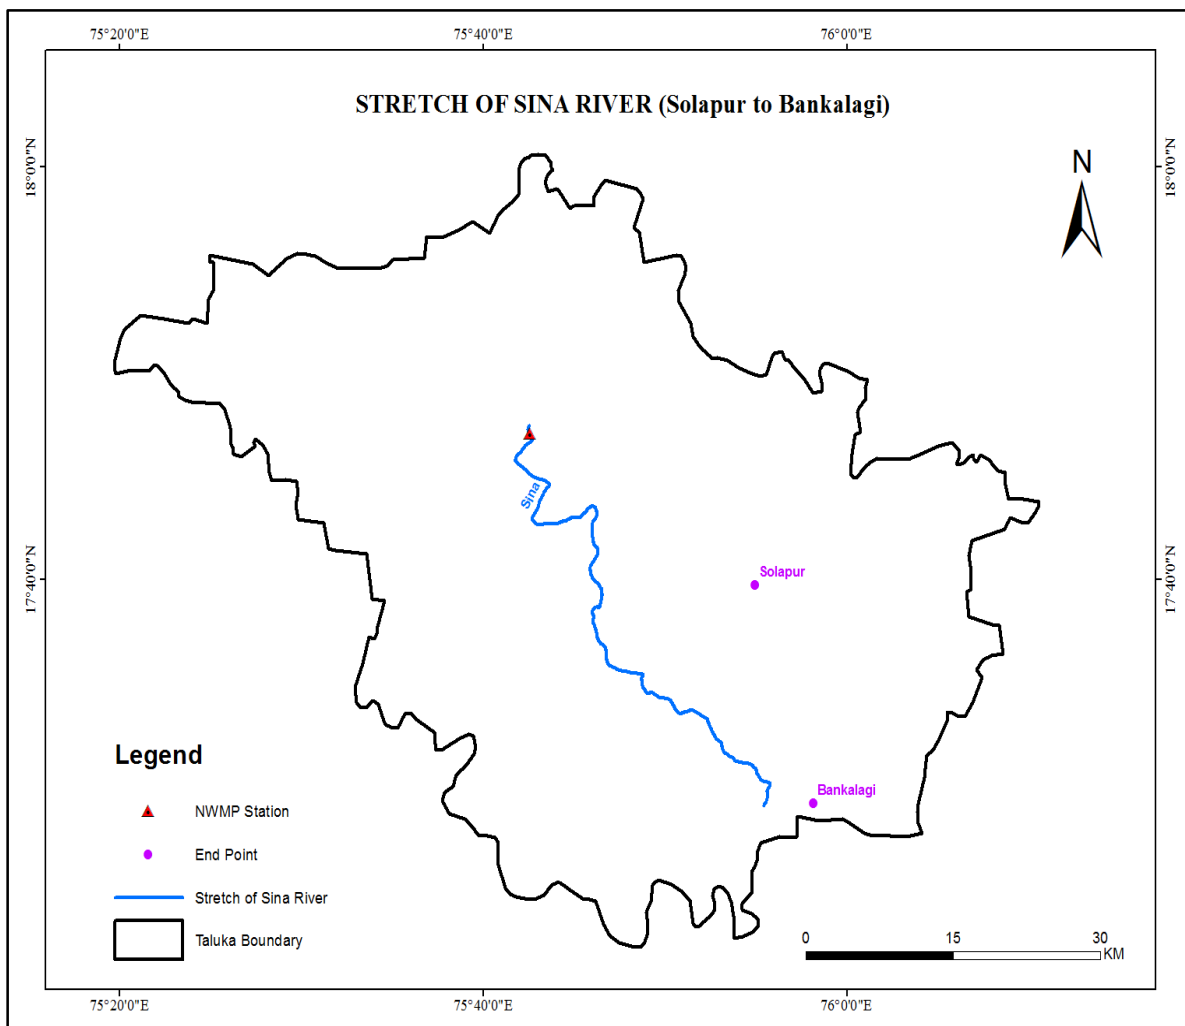 75°20'0"E 75°40'0"E 76°0'0"E
STRETCH OF SINA RIVER (Solapur to Bankalagi)
18°0'0"N 18°0'0"N
N
Sina
Solapur
17°40'0"N 17°40'0"N
Bankalagi
Legend
NWMP Station
End Point
Stretch of Sina River
Taluka Boundary
0 15 30
KM
75°20'0"E 75°40'0"E 76°0'0"E